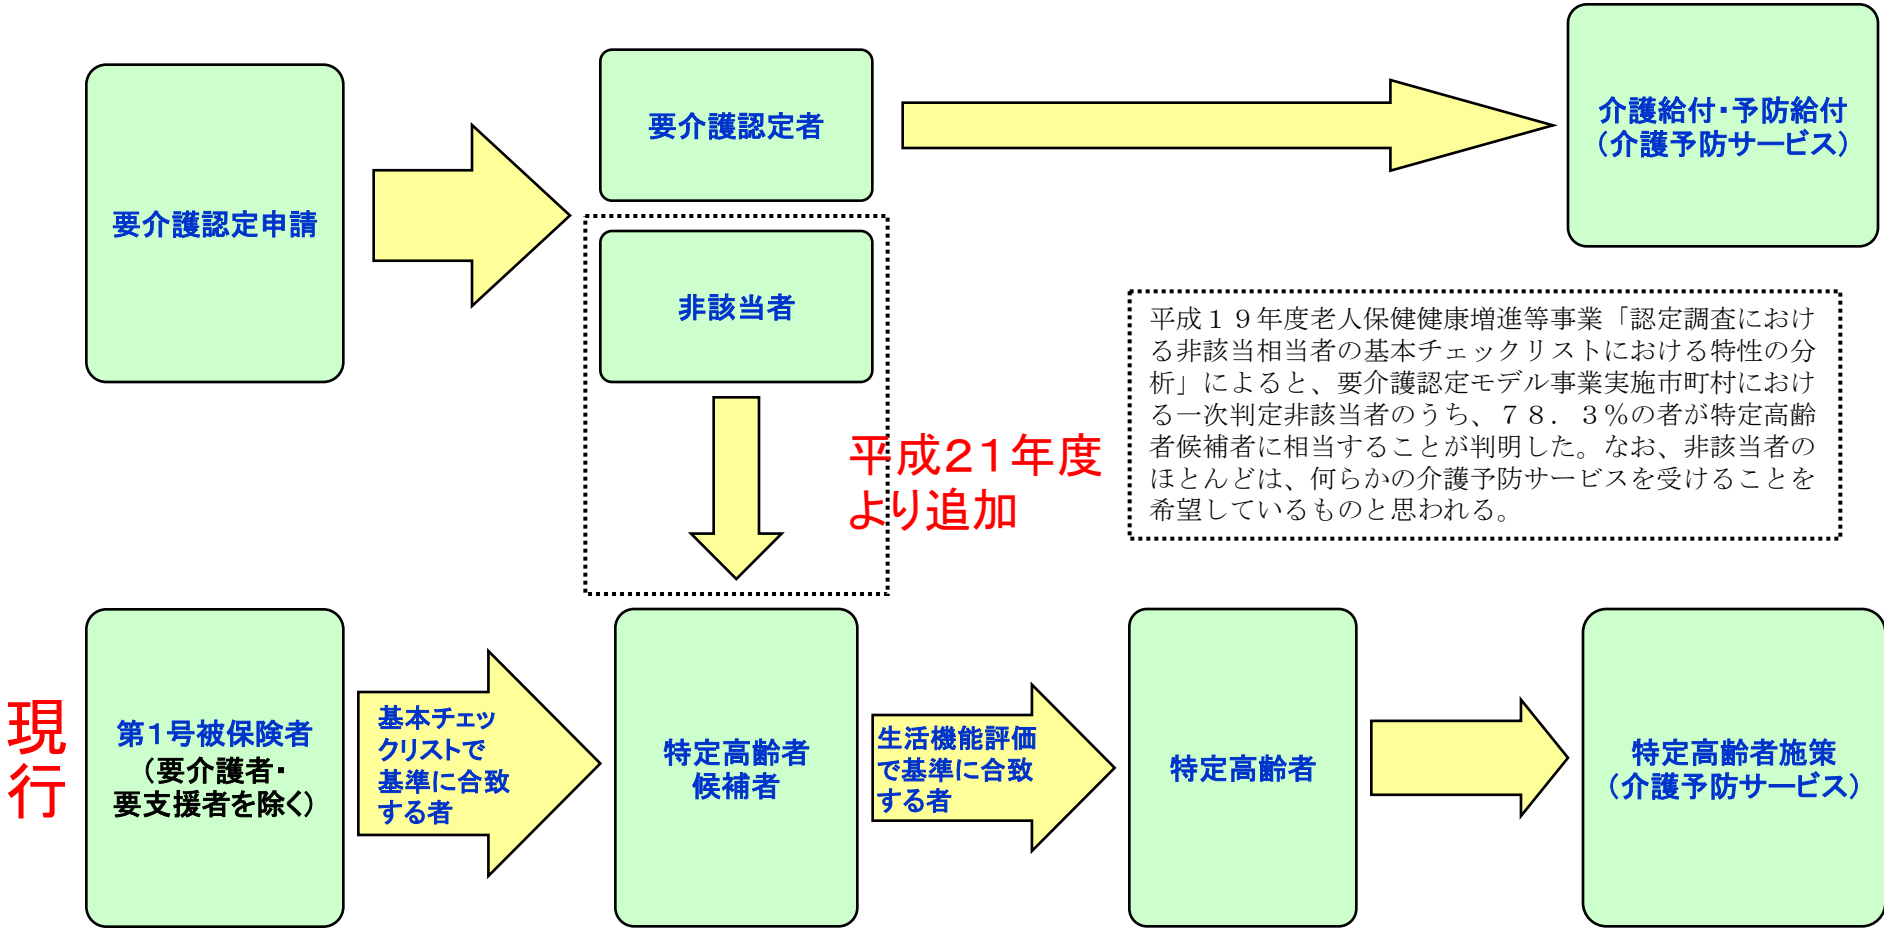 要介護認定申請
要介護認定者
介護給付・予防給付
（介護予防サービス）
非該当者
平成21年度
より追加
平成１９年度老人保健健康増進等事業「認定調査におけ
る非該当相当者の基本チェックリストにおける特性の分
析」によると、要介護認定モデル事業実施市町村におけ
る一次判定非該当者のうち、７８．３％の者が特定高齢
者候補者に相当することが判明した。なお、非該当者の
ほとんどは、何らかの介護予防サービスを受けることを
希望しているものと思われる。
現
行
第1号被保険者
（要介護者・
要支援者を除く）
基本チェッ
クリストで
基準に合致
する者
特定高齢者
候補者
生活機能評価
で基準に合致
する者
特定高齢者
特定高齢者施策
（介護予防サービス）